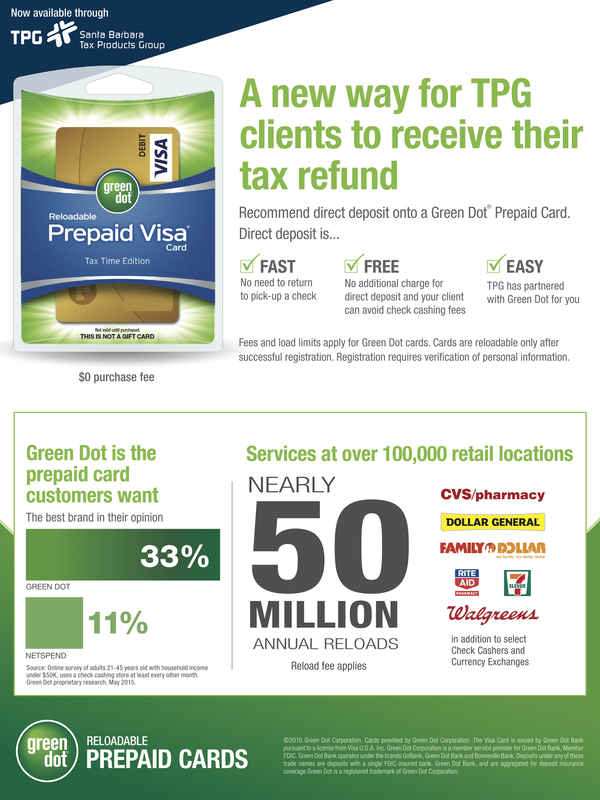 Now available through
TPG
Santa Barbara
Tax Products Group
DEBIT
VISA
green
dot
Reloadable
Prepaid Visa®
Card
Tax Time Edition
Not valid until purchased.
THIS IS NOT A GIFT CARD
$0 purchase fee
A new way for TPG
clients to receive their
tax refund
Recommend direct deposit onto a Green Dot® Prepaid Card.
Direct deposit is...
FAST
No need to return
to pick-up a check
FREE
No additional charge for
direct deposit and your client
can avoid check cashing fees
EASY
TPG has partnered
with Green Dot for you
Fees and load limits apply for Green Dot cards. Cards are reloadable only after
successful registration. Registration requires verification of personal information.
Green Dot is the
prepaid card
customers want
The best brand in their opinion
33%
GREEN DOT
11%
NETSPEND
Source: Online survey of adults 21-45 years old with household income
under $50K, uses a check cashing store at least every other month.
Green Dot proprietary research, May 2015.
Services at over 100,000 retail locations
NEARLY
50
MILLION
ANNUAL RELOADS
Reload fee applies
CVS/pharmacy
DOLLAR GENERAL
FAMILY DOLLAR
my family, my family dollar.
RITE
AID
PHARMACY
7
ELEVEN
Walgreens
in addition to select
Check Cashers and
Currency Exchanges
green
dot
RELOADABLE
PREPAID CARDS
©2015 Green Dot Corporation. Cards provided by Green Dot Corporation. The Visa Card is issued by Green Dot Bank
pursuant to a license from Visa U.S.A. Inc. Green Dot Corporation is a member service provider for Green Dot Bank, Member
FDIC. Green Dot Bank operates under the brands GoBank, Green Dot Bank and Bonneville Bank. Deposits under any of these
trade names are deposits with a single FDIC-insured bank, Green Dot Bank, and are aggregated for deposit insurance
coverage.Green Dot is a registered trademark of Green Dot Corporation.